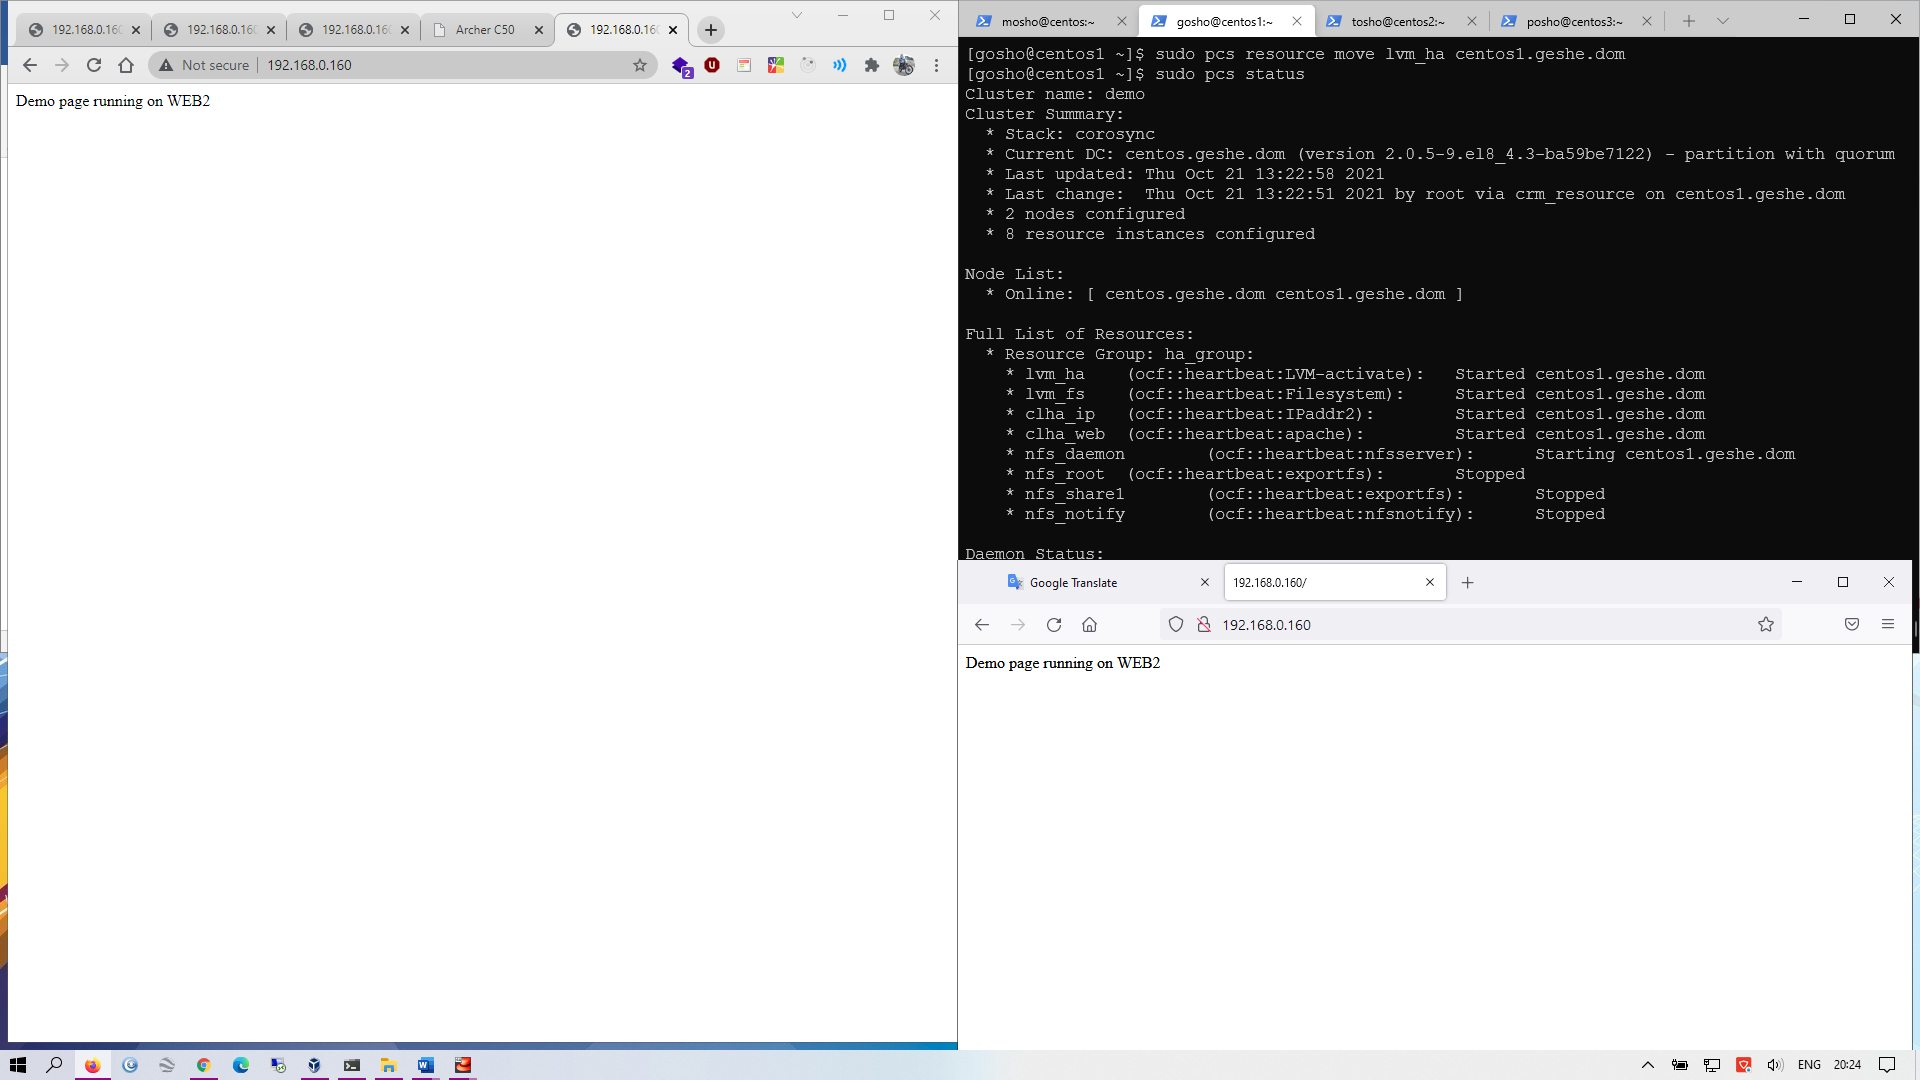 192.168.0.160
192.168.0.160
192.168.0.160
Archer C50
192.168.0.160
Not secure
192.168.0.160
2
Demo page running on WEB2
mosho@centos:~
gosho@centos1:~
tosho@centos2:~
posho@centos3:~
[gosho@centos1 ~]$ sudo pcs resource move lvm_ha centos1.geshe.dom
[gosho@centos1 ~]$ sudo pcs status
Cluster name: demo
Cluster Summary:
* Stack: corosync
* Current DC: centos.geshe.dom (version 2.0.5-9.el8_4.3-ba59be7122) - partition with quorum
* Last updated: Thu Oct 21 13:22:58 2021
* Last change:  Thu Oct 21 13:22:51 2021 by root via crm_resource on centos1.geshe.dom
* 2 nodes configured
* 8 resource instances configured
Node List:
* Online: [ centos.geshe.dom centos1.geshe.dom ]
Full List of Resources:
* Resource Group: ha_group:
* lvm_ha (ocf::heartbeat:LVM-activate): Started centos1.geshe.dom
* lvm_fs (ocf::heartbeat:Filesystem): Started centos1.geshe.dom
* clha_ip (ocf::heartbeat:IPaddr2): Started centos1.geshe.dom
* clha_web (ocf::heartbeat:apache): Started centos1.geshe.dom
* nfs_daemon (ocf::heartbeat:nfsserver): Starting centos1.geshe.dom
* nfs_root (ocf::heartbeat:exportfs): Stopped
* nfs_share1 (ocf::heartbeat:exportfs): Stopped
* nfs_notify (ocf::heartbeat:nfsnotify): Stopped
Daemon Status:
Google Translate
192.168.0.160/
192.168.0.160
Demo page running on WEB2
ENG
20:24